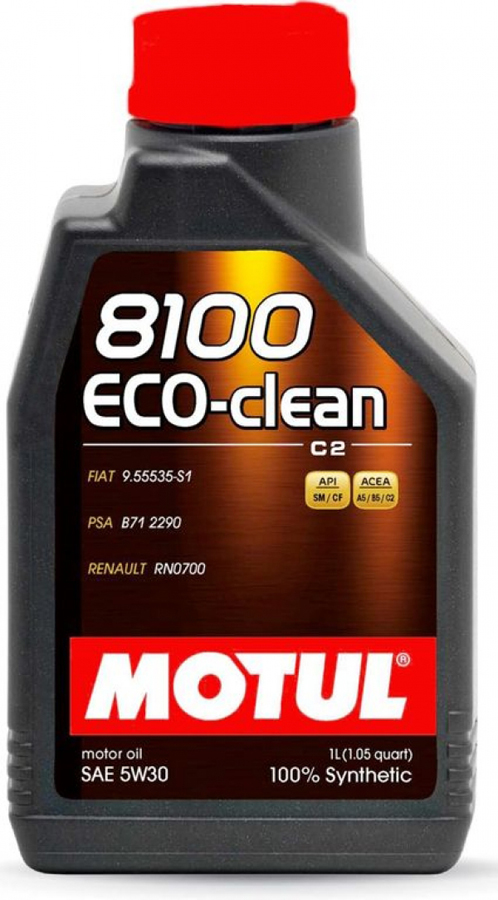 8100
ECO-clean
C2
FIAT 9.55535-S1
API
SM / CF
ACEA
A5 / B5 / C2
PSA B71 2290
RENAULT RN0700
MOTUL®
motor oil
SAE 5W30
1L (1.05 quart)
100% Synthetic